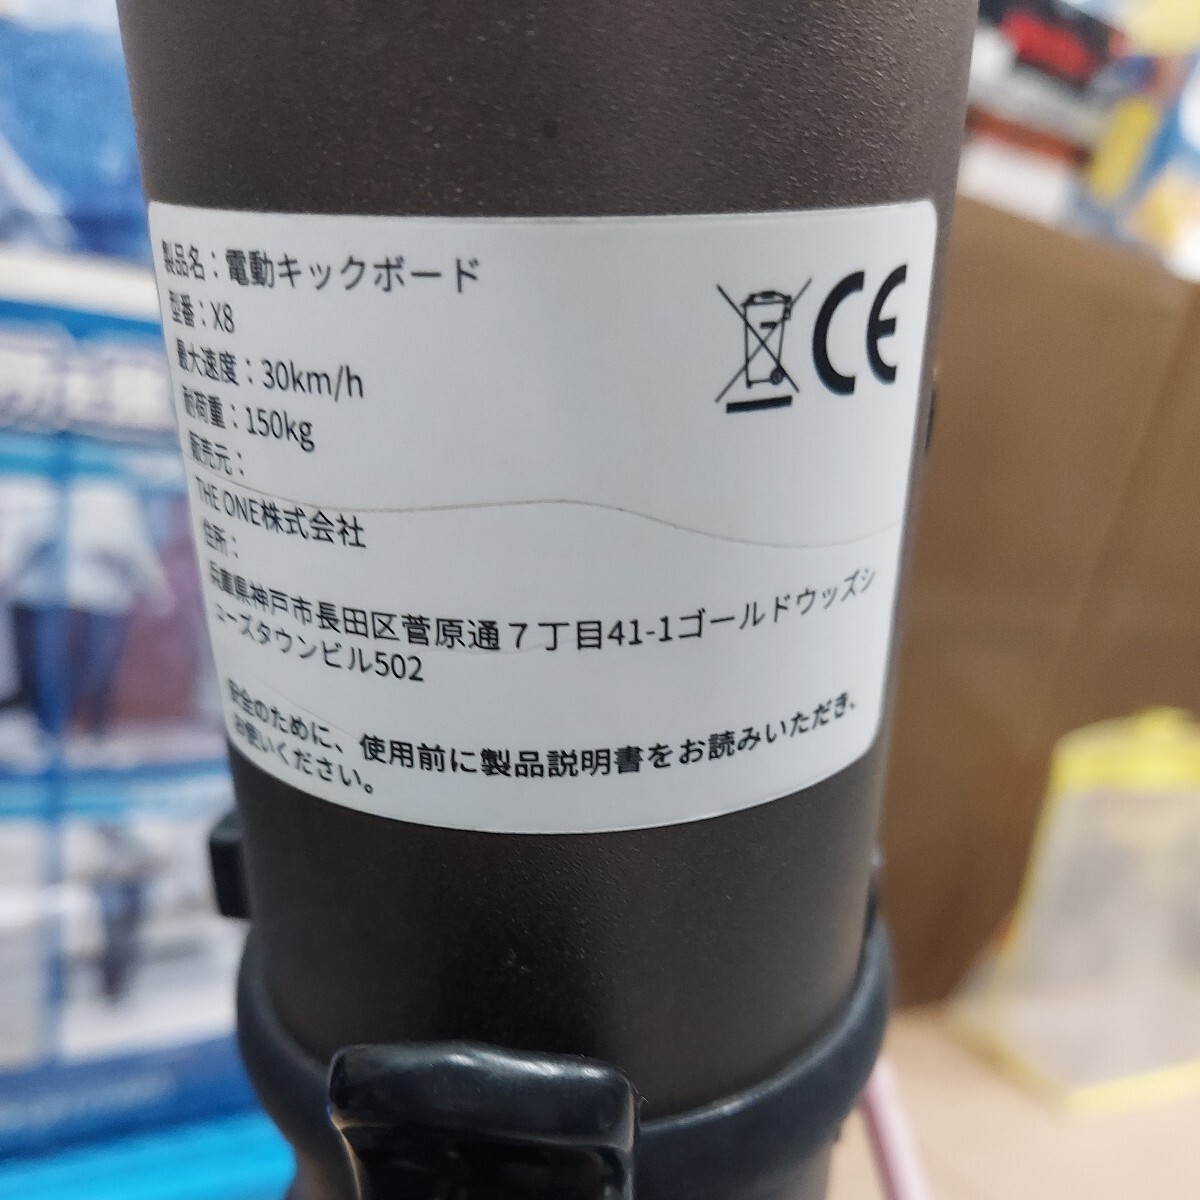 製品名：電動キックボード
型番：X8
最大速度：30km/h
耐荷重：150kg
販売元：
THE ONE株式会社
住所：
兵庫県神戸市長田区菅原通７丁目41-1ゴールドウッズシ
ューズタウンビル502
安全のために、使用前に製品説明書をお読みいただき、
お使いください。
CE